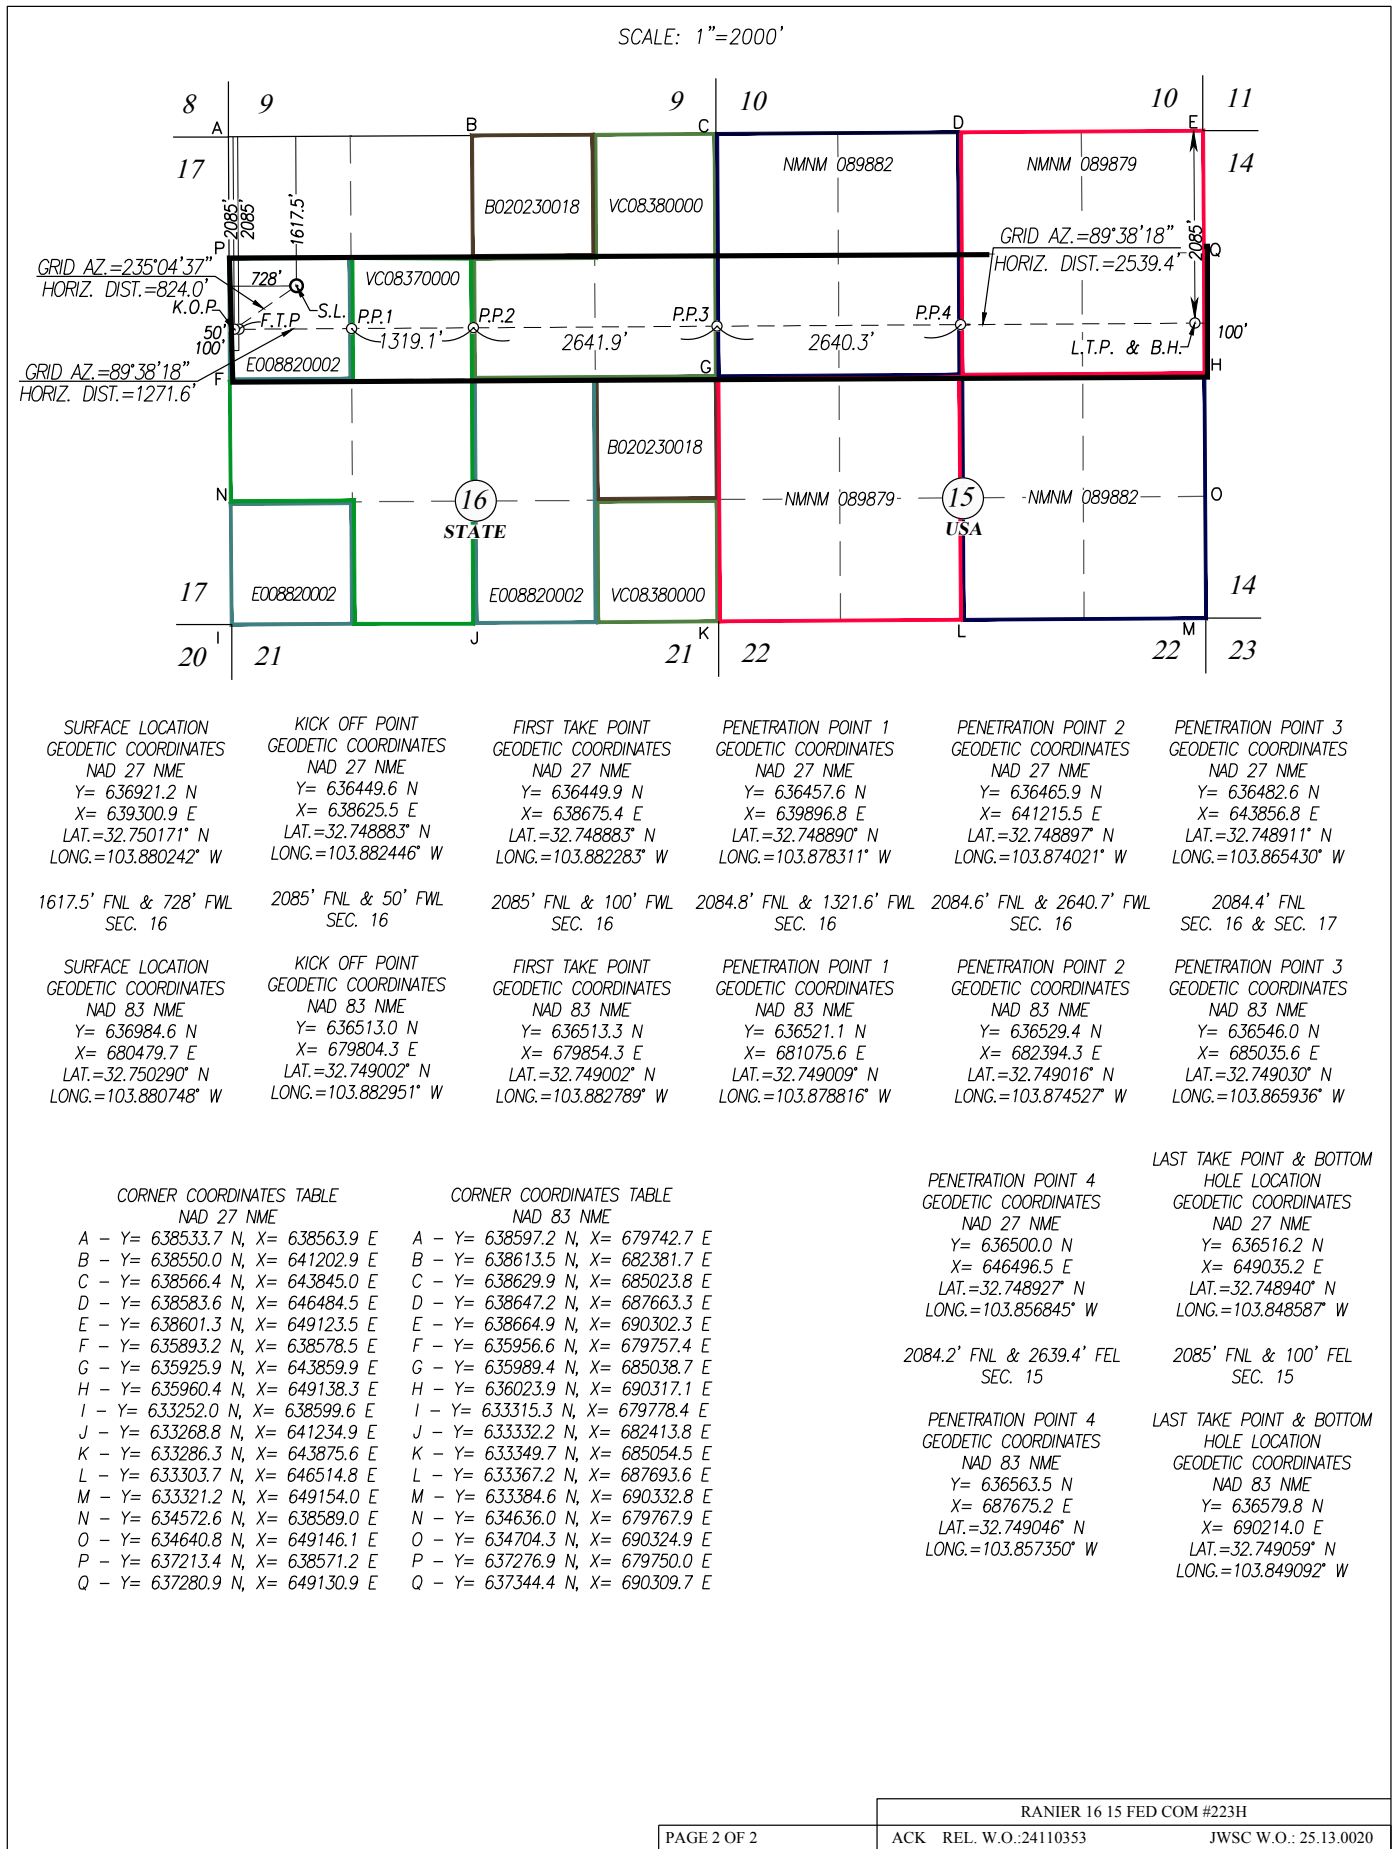 SCALE: 1"=2000'
8 9 9 10 10 11
A B C D E
17 NMNM 089882 NMNM 089879 14
B020230018 VC08380000
2085' 2085' 1617.5' 2085'
P GRID AZ.=89°38'18" Q
GRID AZ.=235°04'37" 728' VC08370000 HORIZ. DIST.=2539.4'
HORIZ. DIST.=824.0'
K.O.P. F.T.P S.L. P.P.1 P.P.2 P.P.3 P.P.4
50' 1319.1' 2641.9' 2640.3' 100'
100' E008820002 L.T.P. & B.H.
GRID AZ.=89°38'18" F G H
HORIZ. DIST.=1271.6'
B020230018
N 16 NMNM 089879 15 NMNM 089882 O
STATE USA
17 E008820002 E008820002 VC08380000 14
I J K L M
20 21 21 22 22 23
SURFACE LOCATION
GEODETIC COORDINATES
NAD 27 NME
Y= 636921.2 N
X= 639300.9 E
LAT.=32.750171° N
LONG.=103.880242° W
1617.5' FNL & 728' FWL
SEC. 16
KICK OFF POINT
GEODETIC COORDINATES
NAD 27 NME
Y= 636449.6 N
X= 638625.5 E
LAT.=32.748883° N
LONG.=103.882446° W
2085' FNL & 50' FWL
SEC. 16
FIRST TAKE POINT
GEODETIC COORDINATES
NAD 27 NME
Y= 636449.9 N
X= 638675.4 E
LAT.=32.748883° N
LONG.=103.882283° W
2085' FNL & 100' FWL
SEC. 16
PENETRATION POINT 1
GEODETIC COORDINATES
NAD 27 NME
Y= 636457.6 N
X= 639896.8 E
LAT.=32.748890° N
LONG.=103.878311° W
2084.8' FNL & 1321.6' FWL
SEC. 16
PENETRATION POINT 2
GEODETIC COORDINATES
NAD 27 NME
Y= 636465.9 N
X= 641215.5 E
LAT.=32.748897° N
LONG.=103.874021° W
2084.6' FNL & 2640.7' FWL
SEC. 16
PENETRATION POINT 3
GEODETIC COORDINATES
NAD 27 NME
Y= 636482.6 N
X= 643856.8 E
LAT.=32.748911° N
LONG.=103.865430° W
2084.4' FNL
SEC. 16 & SEC. 17
SURFACE LOCATION
GEODETIC COORDINATES
NAD 83 NME
Y= 636984.6 N
X= 680479.7 E
LAT.=32.750290° N
LONG.=103.880748° W
KICK OFF POINT
GEODETIC COORDINATES
NAD 83 NME
Y= 636513.0 N
X= 679804.3 E
LAT.=32.749002° N
LONG.=103.882951° W
FIRST TAKE POINT
GEODETIC COORDINATES
NAD 83 NME
Y= 636513.3 N
X= 679854.3 E
LAT.=32.749002° N
LONG.=103.882789° W
PENETRATION POINT 1
GEODETIC COORDINATES
NAD 83 NME
Y= 636521.1 N
X= 681075.6 E
LAT.=32.749009° N
LONG.=103.878816° W
PENETRATION POINT 2
GEODETIC COORDINATES
NAD 83 NME
Y= 636529.4 N
X= 682394.3 E
LAT.=32.749016° N
LONG.=103.874527° W
PENETRATION POINT 3
GEODETIC COORDINATES
NAD 83 NME
Y= 636546.0 N
X= 685035.6 E
LAT.=32.749030° N
LONG.=103.865936° W
CORNER COORDINATES TABLE
NAD 27 NME
A - Y= 638533.7 N, X= 638563.9 E
B - Y= 638550.0 N, X= 641202.9 E
C - Y= 638566.4 N, X= 643845.0 E
D - Y= 638583.6 N, X= 646484.5 E
E - Y= 638601.3 N, X= 649123.5 E
F - Y= 635893.2 N, X= 638578.5 E
G - Y= 635925.9 N, X= 643859.9 E
H - Y= 635960.4 N, X= 649138.3 E
I - Y= 633252.0 N, X= 638599.6 E
J - Y= 633268.8 N, X= 641234.9 E
K - Y= 633286.3 N, X= 643875.6 E
L - Y= 633303.7 N, X= 646514.8 E
M - Y= 633321.2 N, X= 649154.0 E
N - Y= 634572.6 N, X= 638589.0 E
O - Y= 634640.8 N, X= 649146.1 E
P - Y= 637213.4 N, X= 638571.2 E
Q - Y= 637280.9 N, X= 649130.9 E
CORNER COORDINATES TABLE
NAD 83 NME
A - Y= 638597.2 N, X= 679742.7 E
B - Y= 638613.5 N, X= 682381.7 E
C - Y= 638629.9 N, X= 685023.8 E
D - Y= 638647.2 N, X= 687663.3 E
E - Y= 638664.9 N, X= 690302.3 E
F - Y= 635956.6 N, X= 679757.4 E
G - Y= 635989.4 N, X= 685038.7 E
H - Y= 636023.9 N, X= 690317.1 E
I - Y= 633315.3 N, X= 679778.4 E
J - Y= 633332.2 N, X= 682413.8 E
K - Y= 633349.7 N, X= 685054.5 E
L - Y= 633367.2 N, X= 687693.6 E
M - Y= 633384.6 N, X= 690332.8 E
N - Y= 634636.0 N, X= 679767.9 E
O - Y= 634704.3 N, X= 690324.9 E
P - Y= 637276.9 N, X= 679750.0 E
Q - Y= 637344.4 N, X= 690309.7 E
PENETRATION POINT 4
GEODETIC COORDINATES
NAD 27 NME
Y= 636500.0 N
X= 646496.5 E
LAT.=32.748927° N
LONG.=103.856845° W
2084.2' FNL & 2639.4' FEL
SEC. 15
PENETRATION POINT 4
GEODETIC COORDINATES
NAD 83 NME
Y= 636563.5 N
X= 687675.2 E
LAT.=32.749046° N
LONG.=103.857350° W
LAST TAKE POINT & BOTTOM
HOLE LOCATION
GEODETIC COORDINATES
NAD 27 NME
Y= 636516.2 N
X= 649035.2 E
LAT.=32.748940° N
LONG.=103.848587° W
2085' FNL & 100' FEL
SEC. 15
LAST TAKE POINT & BOTTOM
HOLE LOCATION
GEODETIC COORDINATES
NAD 83 NME
Y= 636579.8 N
X= 690214.0 E
LAT.=32.749059° N
LONG.=103.849092° W
RANIER 16 15 FED COM #223H
PAGE 2 OF 2 ACK REL. W.O.:24110353 JWSC W.O.: 25.13.0020